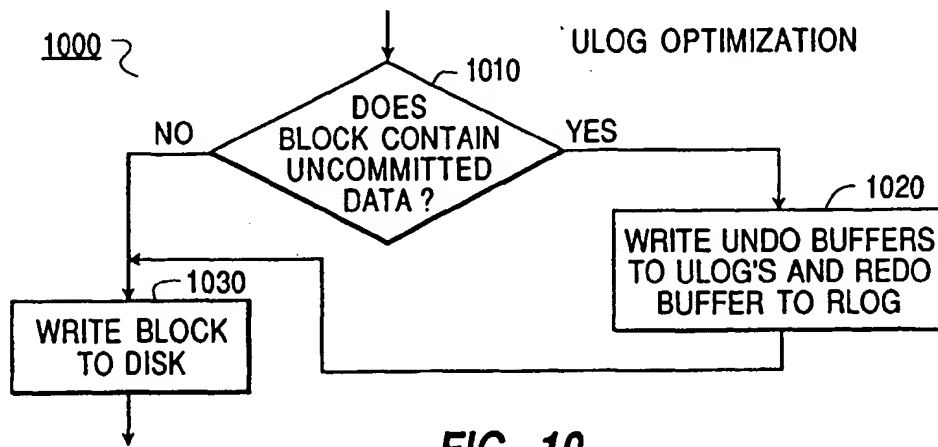 1000
ULOG OPTIMIZATION
1010
DOES
BLOCK CONTAIN
UNCOMMITTED
DATA ?
NO
YES
1020
WRITE UNDO BUFFERS
TO ULOG'S AND REDO
BUFFER TO RLOG
1030
WRITE BLOCK
TO DISK
FIG. 10